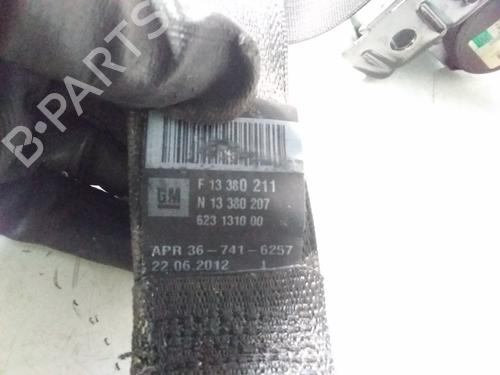 B-PARTS
GM
F 13 380 211
N 13 380 207
623 1310 00
APR 36-741-6257
22.06.2012 1